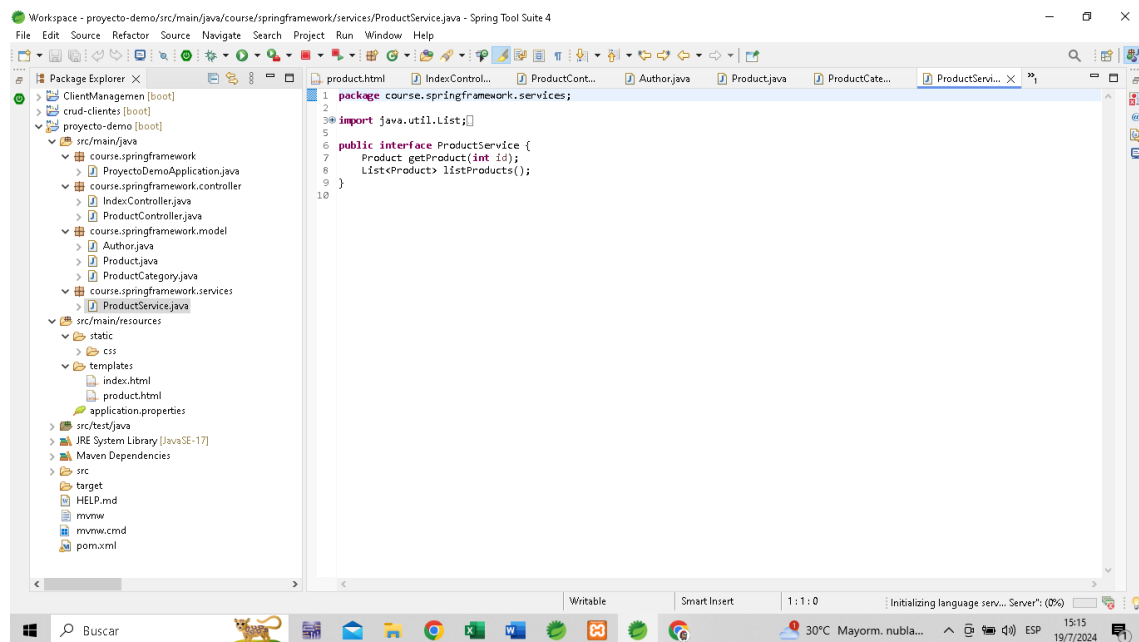 Workspace - proyecto-demo/src/main/java/course/springframework/services/ProductService.java - Spring Tool Suite 4
File Edit Source Refactor Source Navigate Search Project Run Window Help
Package Explorer
product.html IndexControl... ProductCont... Author.java Product.java ProductCate... ProductServi... »1
ClientManagemen [boot]
crud-clientes [boot]
proyecto-demo [boot]
src/main/java
course.springframework
ProyectoDemoApplication.java
course.springframework.controller
IndexController.java
ProductController.java
course.springframework.model
Author.java
Product.java
ProductCategory.java
course.springframework.services
ProductService.java
src/main/resources
static
css
templates
index.html
product.html
application.properties
src/test/java
JRE System Library [JavaSE-17]
Maven Dependencies
src
target
HELP.md
mvnw
mvnw.cmd
pom.xml
1 package course.springframework.services;
2
3 import java.util.List;
5
6 public interface ProductService {
7 Product getProduct(int id);
8 List<Product> listProducts();
9 }
10
Writable Smart Insert 1 : 1 : 0 Initializing language serv... Server": (0%)
Buscar 30°C Mayorm. nubla... ESP 15:15
19/7/2024